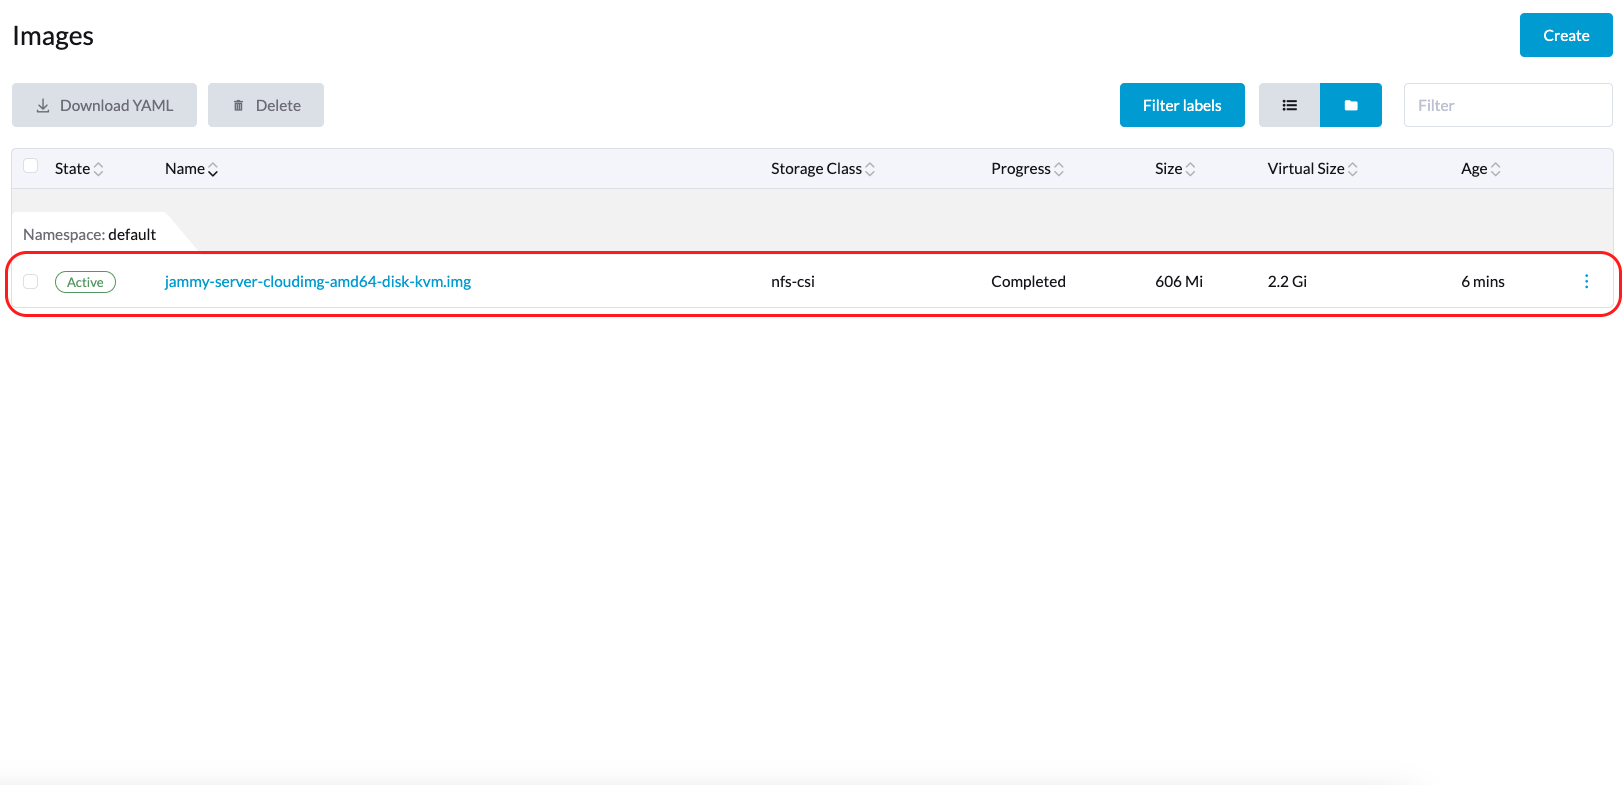 Images
Create
Download YAML Delete Filter labels Filter
State Name Storage Class Progress Size Virtual Size Age
Namespace: default
Active jammy-server-cloudimg-amd64-disk-kvm.img nfs-csi Completed 606 Mi 2.2 Gi 6 mins